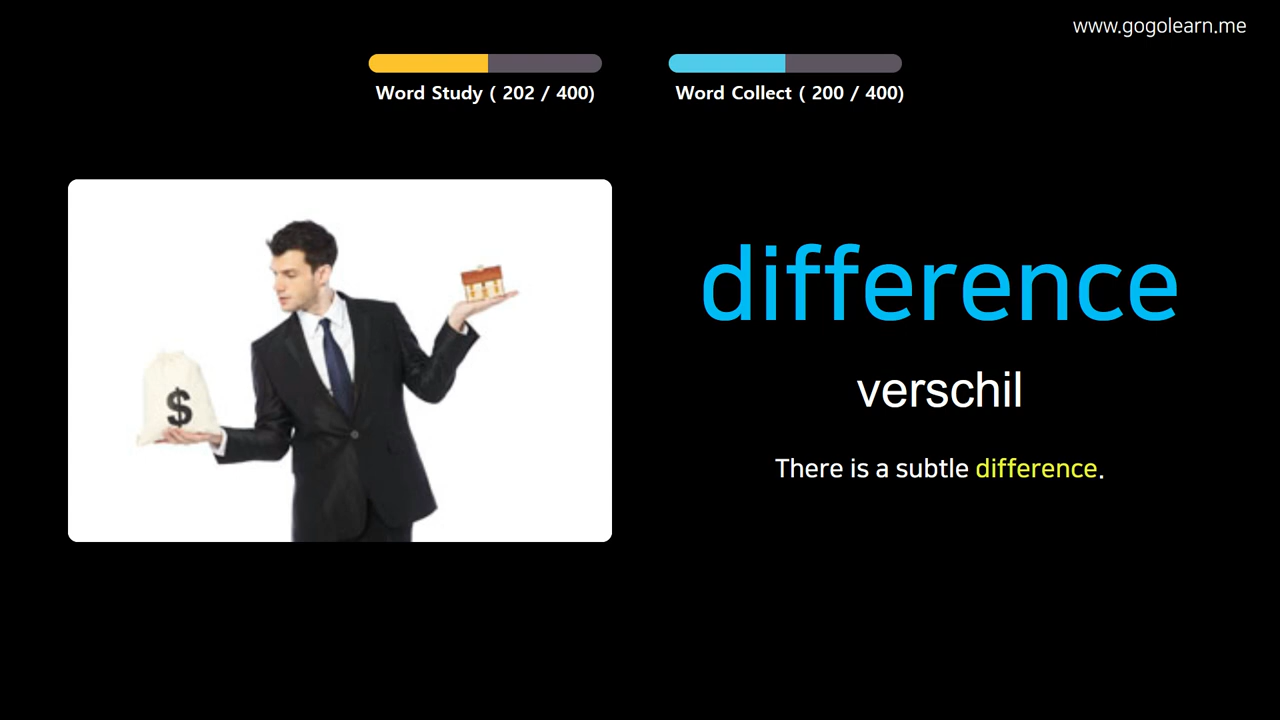 www.gogolearn.me
Word Study ( 202 / 400)
Word Collect ( 200 / 400)
$
difference
verschil
There is a subtle difference.